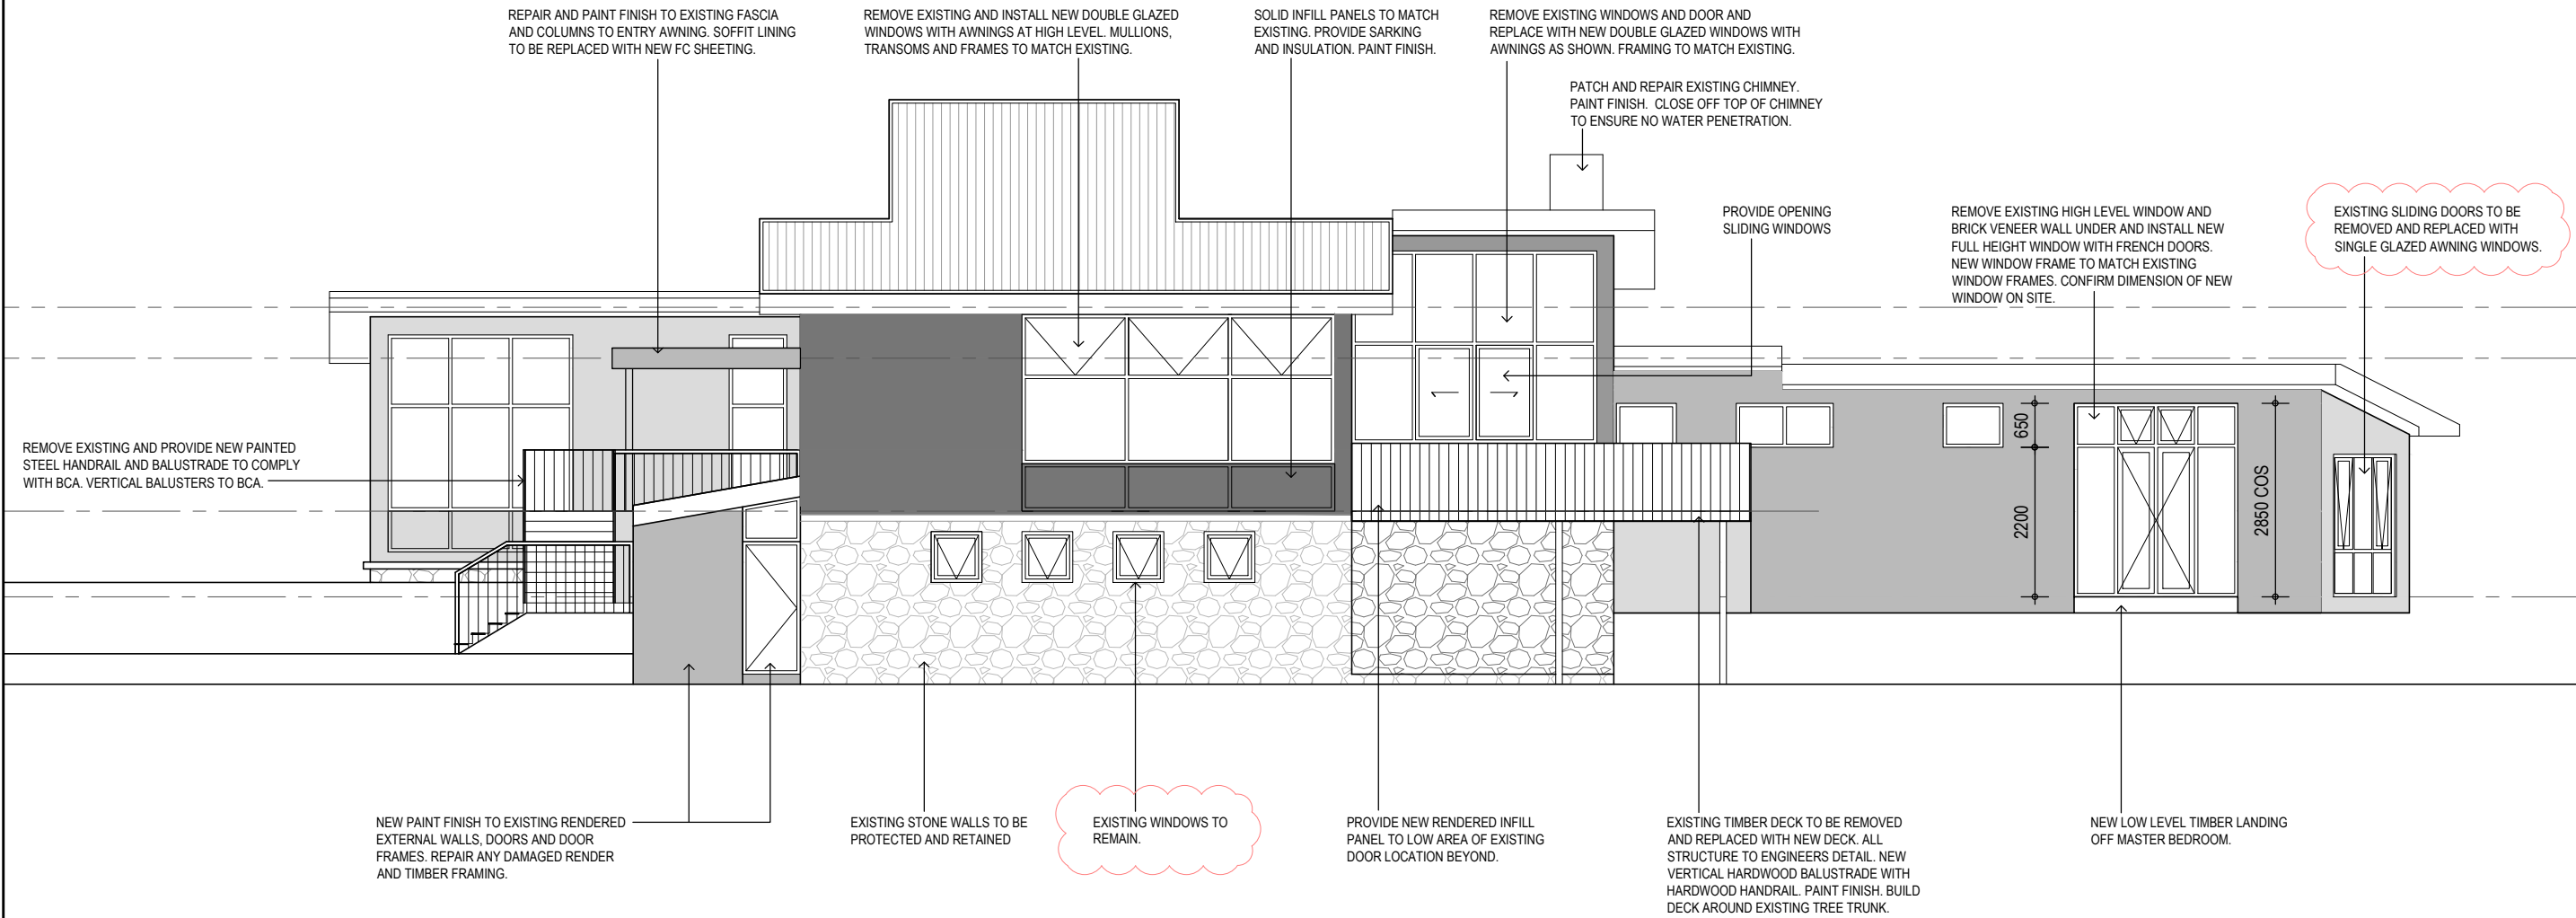 REPAIR AND PAINT FINISH TO EXISTING FASCIA
AND COLUMNS TO ENTRY AWNING. SOFFIT LINING
TO BE REPLACED WITH NEW FC SHEETING.
REMOVE EXISTING AND INSTALL NEW DOUBLE GLAZED
WINDOWS WITH AWNINGS AT HIGH LEVEL. MULLIONS,
TRANSOMS AND FRAMES TO MATCH EXISTING.
SOLID INFILL PANELS TO MATCH
EXISTING. PROVIDE SARKING
AND INSULATION. PAINT FINISH.
REMOVE EXISTING WINDOWS AND DOOR AND
REPLACE WITH NEW DOUBLE GLAZED WINDOWS WITH
AWNINGS AS SHOWN. FRAMING TO MATCH EXISTING.
PATCH AND REPAIR EXISTING CHIMNEY.
PAINT FINISH. CLOSE OFF TOP OF CHIMNEY
TO ENSURE NO WATER PENETRATION.
PROVIDE OPENING
SLIDING WINDOWS
REMOVE EXISTING HIGH LEVEL WINDOW AND
BRICK VENEER WALL UNDER AND INSTALL NEW
FULL HEIGHT WINDOW WITH FRENCH DOORS.
NEW WINDOW FRAME TO MATCH EXISTING
WINDOW FRAMES. CONFIRM DIMENSION OF NEW
WINDOW ON SITE.
EXISTING SLIDING DOORS TO BE
REMOVED AND REPLACED WITH
SINGLE GLAZED AWNING WINDOWS.
REMOVE EXISTING AND PROVIDE NEW PAINTED
STEEL HANDRAIL AND BALUSTRADE TO COMPLY
WITH BCA. VERTICAL BALUSTERS TO BCA.
650
2200
2850 COS
NEW PAINT FINISH TO EXISTING RENDERED
EXTERNAL WALLS, DOORS AND DOOR
FRAMES. REPAIR ANY DAMAGED RENDER
AND TIMBER FRAMING.
EXISTING STONE WALLS TO BE
PROTECTED AND RETAINED
EXISTING WINDOWS TO
REMAIN.
PROVIDE NEW RENDERED INFILL
PANEL TO LOW AREA OF EXISTING
DOOR LOCATION BEYOND.
EXISTING TIMBER DECK TO BE REMOVED
AND REPLACED WITH NEW DECK. ALL
STRUCTURE TO ENGINEERS DETAIL. NEW
VERTICAL HARDWOOD BALUSTRADE WITH
HARDWOOD HANDRAIL. PAINT FINISH. BUILD
DECK AROUND EXISTING TREE TRUNK.
NEW LOW LEVEL TIMBER LANDING
OFF MASTER BEDROOM.